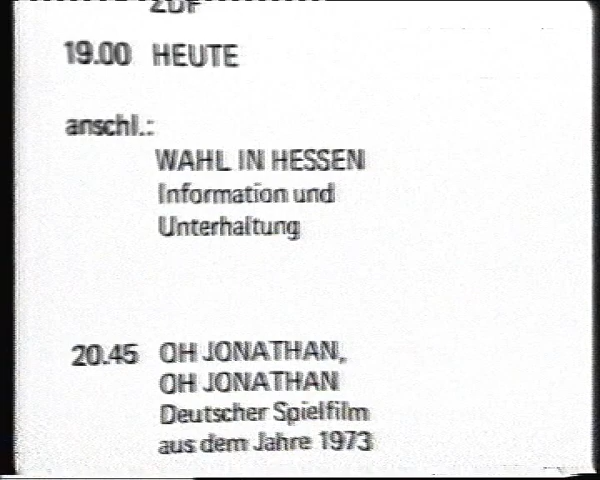 ZDF
19.00 HEUTE
anschl.:
WAHL IN HESSEN
Information und
Unterhaltung
20.45 OH JONATHAN,
OH JONATHAN
Deutscher Spielfilm
aus dem Jahre 1973